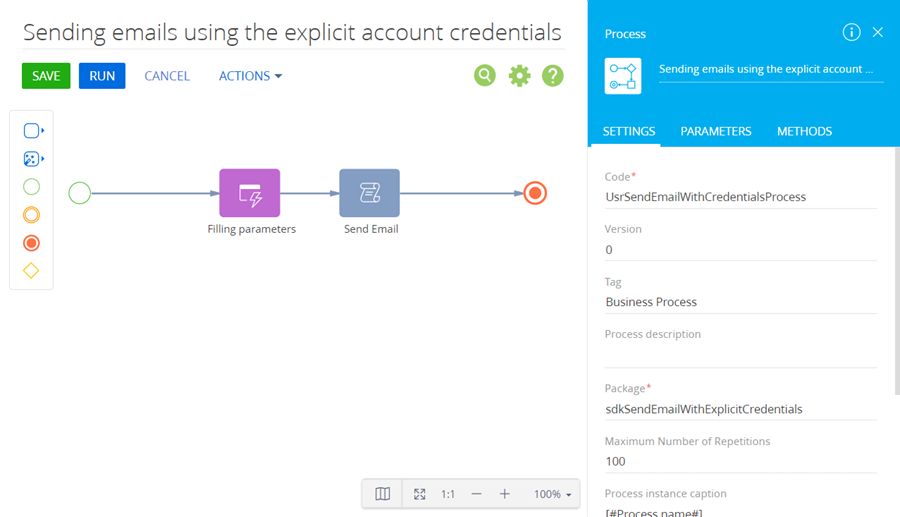 Sending emails using the explicit account credentials
SAVE
RUN
CANCEL
ACTIONS
Filling parameters
Send Email
1:1
100%
Process
Sending emails using the explicit account ...
SETTINGS
PARAMETERS
METHODS
Code*
UsrSendEmailWithCredentialsProcess
Version
0
Tag
Business Process
Process description
Package*
sdkSendEmailWithExplicitCredentials
Maximum Number of Repetitions
100
Process instance caption
[#Process name#]